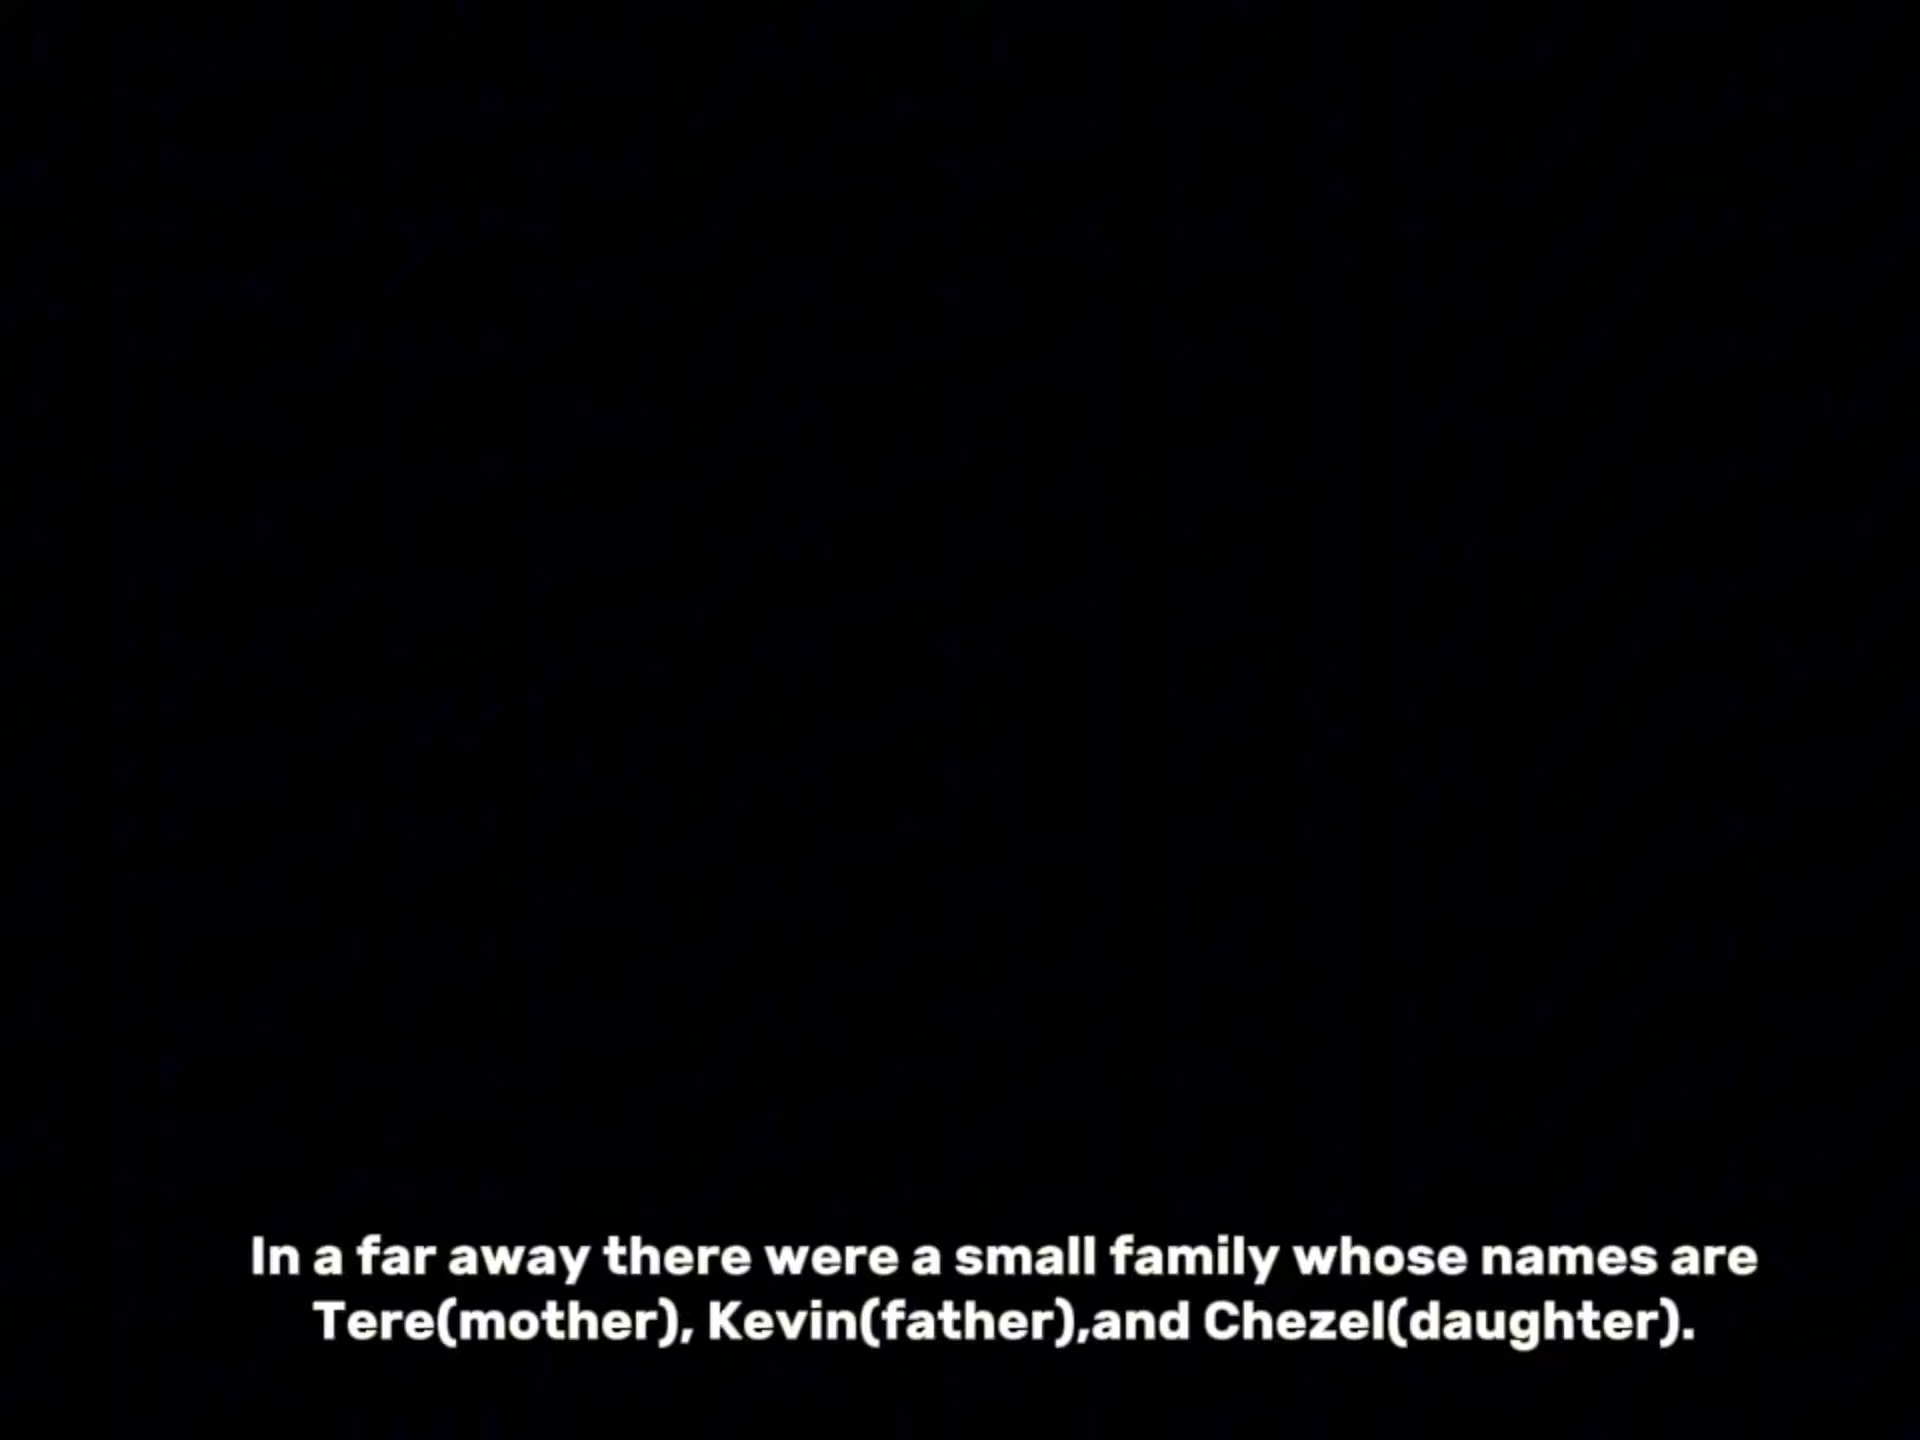 In a far away there were a small family whose names are
Tere(mother), Kevin(father),and Chezel(daughter).